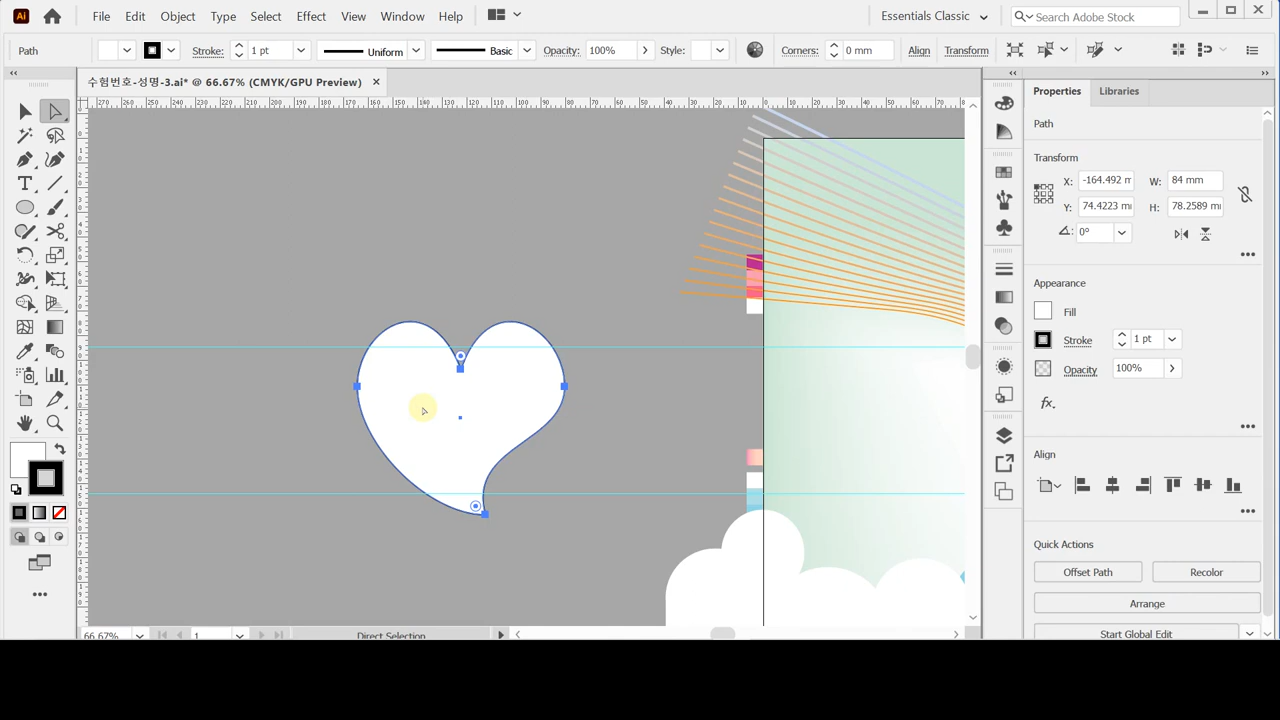 Ai File Edit Object Type Select Effect View Window Help Essentials Classic Search Adobe Stock
Path Stroke: 1 pt Uniform Basic Opacity: 100% Style: Corners: 0 mm Align Transform
수험번호-성명-3.ai* @ 66.67% (CMYK/GPU Preview)
Properties Libraries
Path
Transform
X: -164.492 m W: 84 mm
Y: 74.4223 mm H: 78.2589 mm
0°
Appearance
Fill
Stroke 1 pt
Opacity 100%
fx.
Align
Quick Actions
Offset Path Recolor
Arrange
Start Global Edit
66.67% 1 Direct Selection